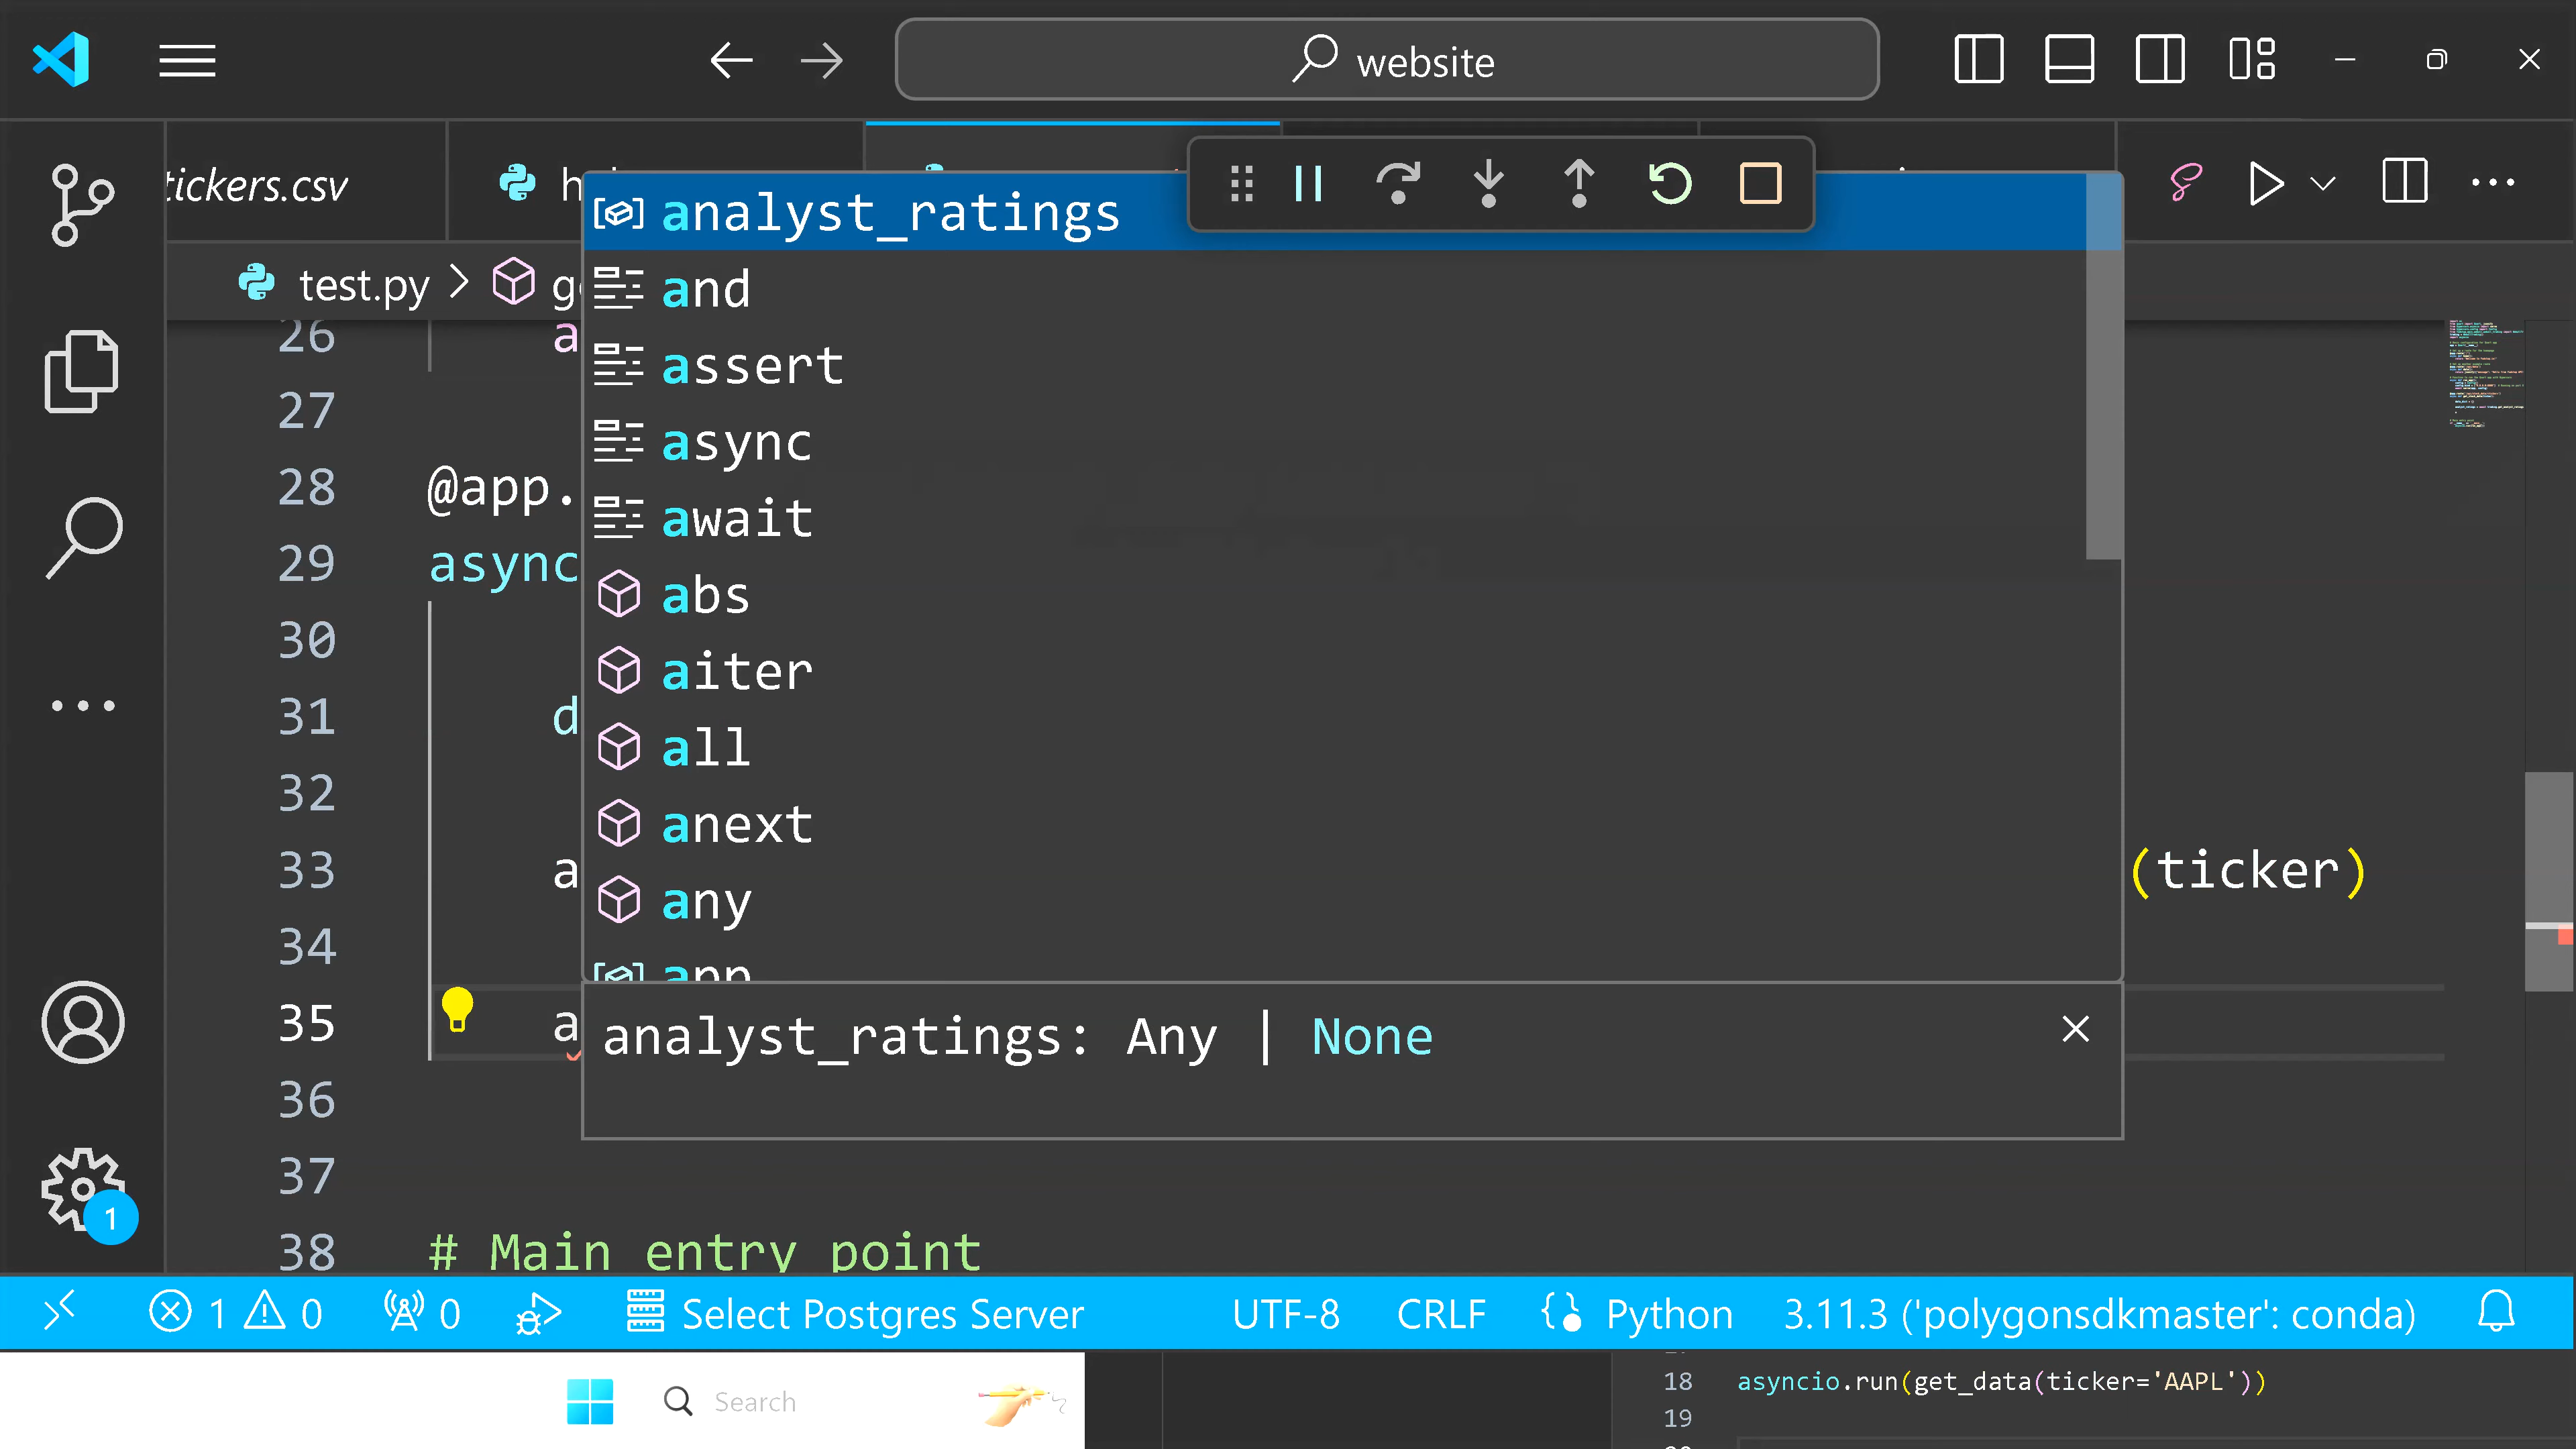 website
tickers.csv
h
test.py > ge
analyst_ratings
and
assert
async
await
abs
aiter
all
anext
any
app
26 a
27
28 @app.
29 async
30
31 d
32
33 a (ticker)
34
35 a
36
37
38 # Main entry point
analyst_ratings: Any | None
1
1 0 0 Select Postgres Server UTF-8 CRLF Python 3.11.3 ('polygonsdkmaster': conda)
Search
18 asyncio.run(get_data(ticker='AAPL'))
19